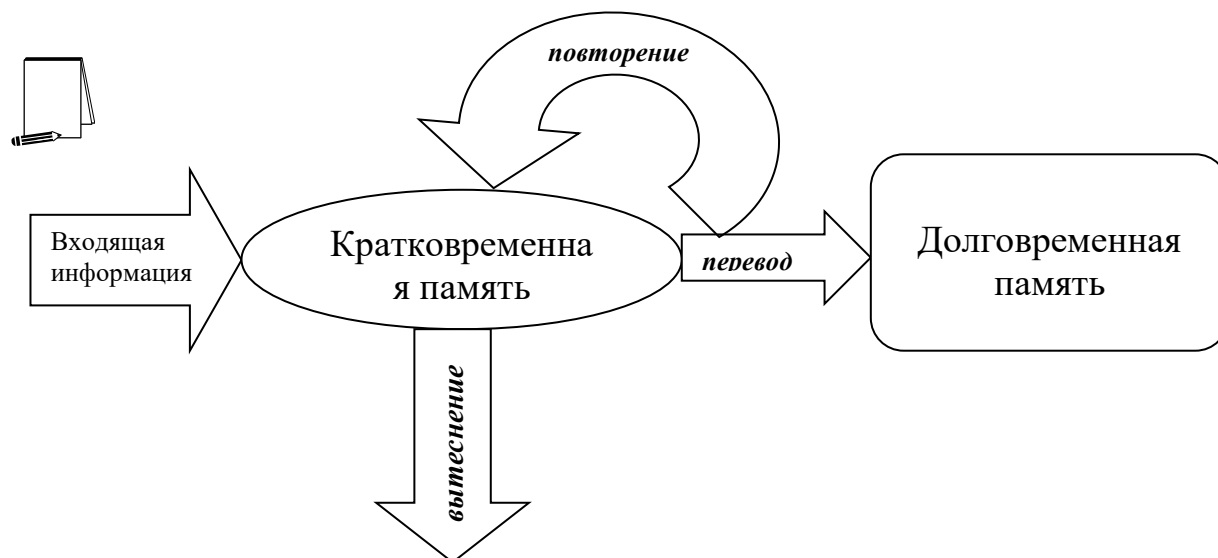 повторение
Входящая
информация
Кратковременна
я память
перевод
Долговременная
память
вытеснение